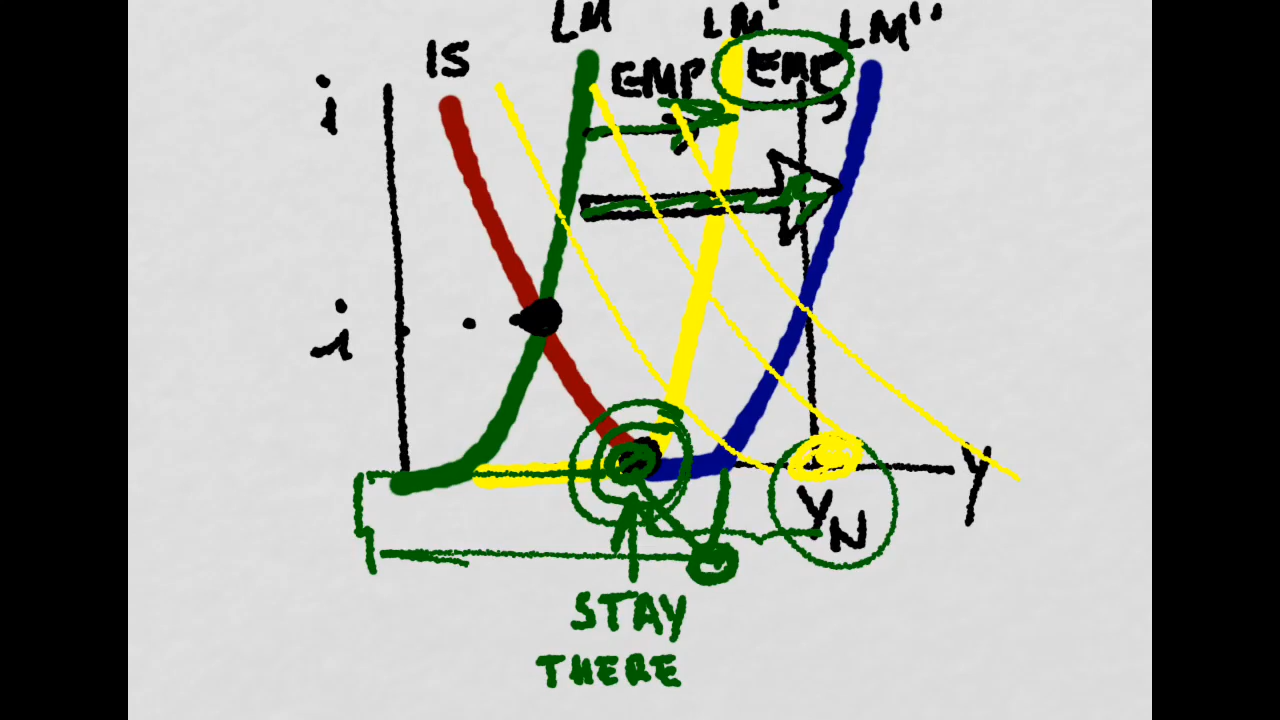 IS LM LM' LM''
i EMP EMP
i
Y
YN
STAY
THERE